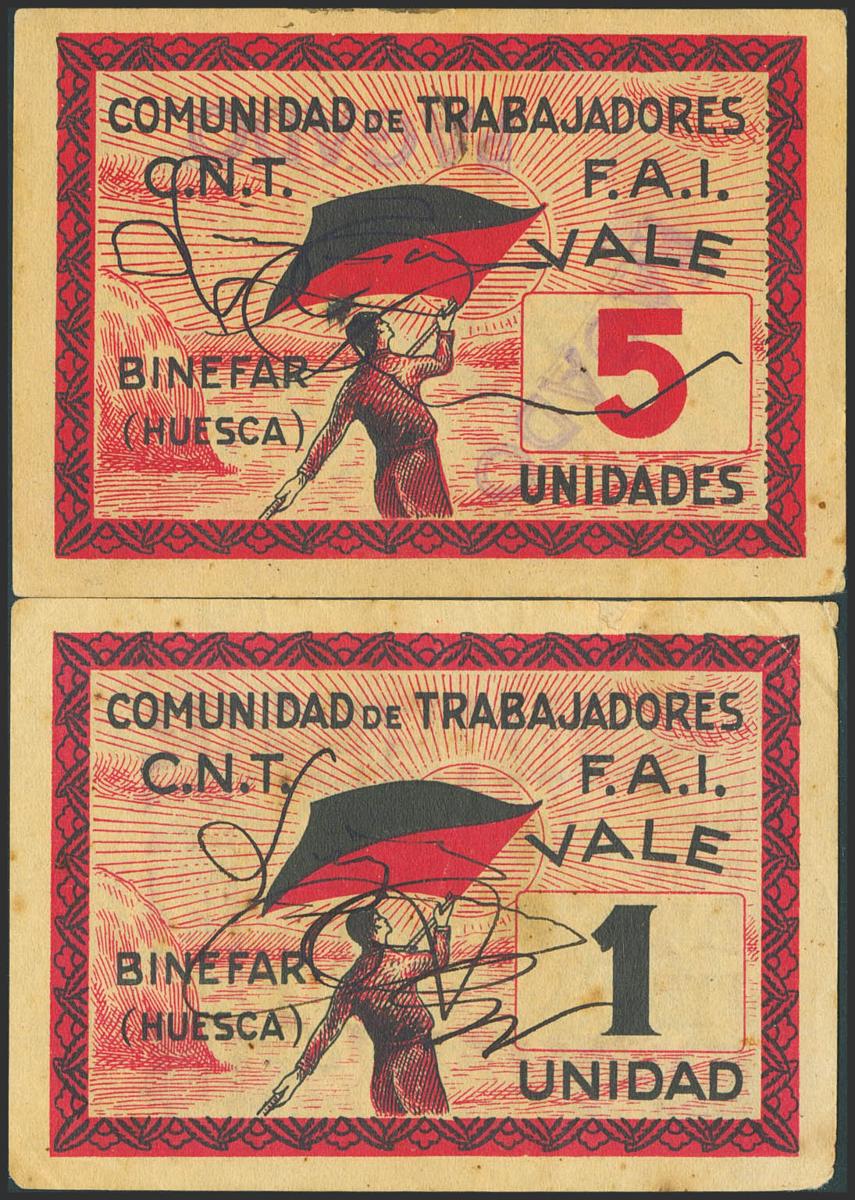 COMUNIDAD DE TRABAJADORES
C.N.T. F.A.I.
VALE
5
BINEFAR
(HUESCA)
UNIDADES
COMUNIDAD DE TRABAJADORES
C.N.T. F.A.I.
VALE
1
BINEFAR
(HUESCA)
UNIDAD